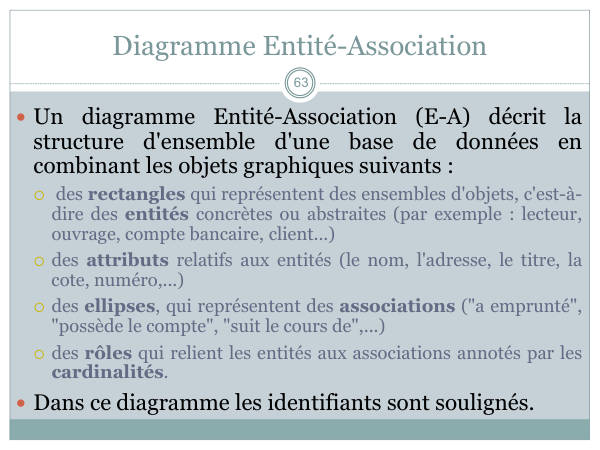 Diagramme Entité-Association
63
Un diagramme Entité-Association (E-A) décrit la
structure d'ensemble d'une base de données en
combinant les objets graphiques suivants :
des rectangles qui représentent des ensembles d'objets, c'est-à-
dire des entités concrètes ou abstraites (par exemple : lecteur,
ouvrage, compte bancaire, client...)
des attributs relatifs aux entités (le nom, l'adresse, le titre, la
cote, numéro,...)
des ellipses, qui représentent des associations ("a emprunté",
"possède le compte", "suit le cours de",...)
des rôles qui relient les entités aux associations annotés par les
cardinalités.
Dans ce diagramme les identifiants sont soulignés.